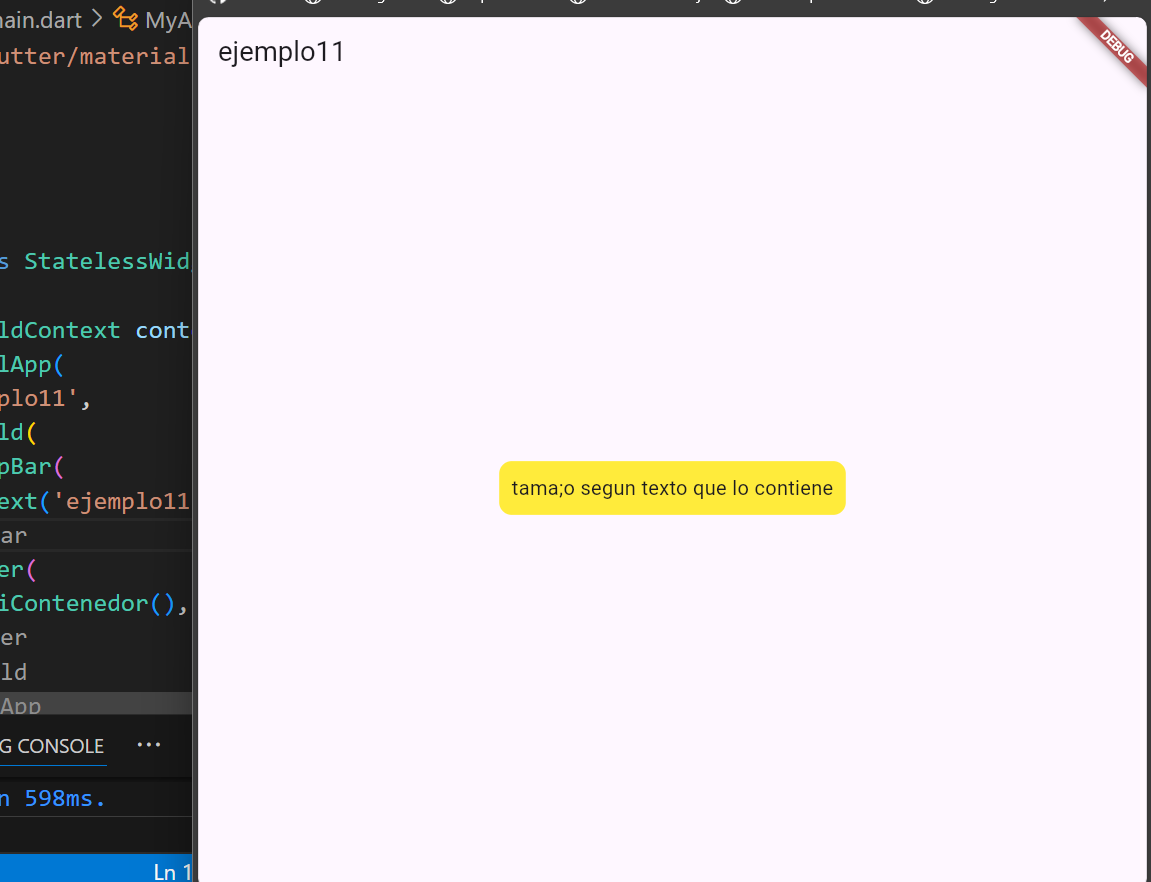 ain.dart > MyA
utter/material
s StatelessWid
ldContext cont
lApp(
plo11',
ld(
pBar(
ext('ejemplo11
ar
er(
iContenedor(),
er
ld
App
G CONSOLE ...
n 598ms.
Ln 1
ejemplo11
DEBUG
tama;o segun texto que lo contiene